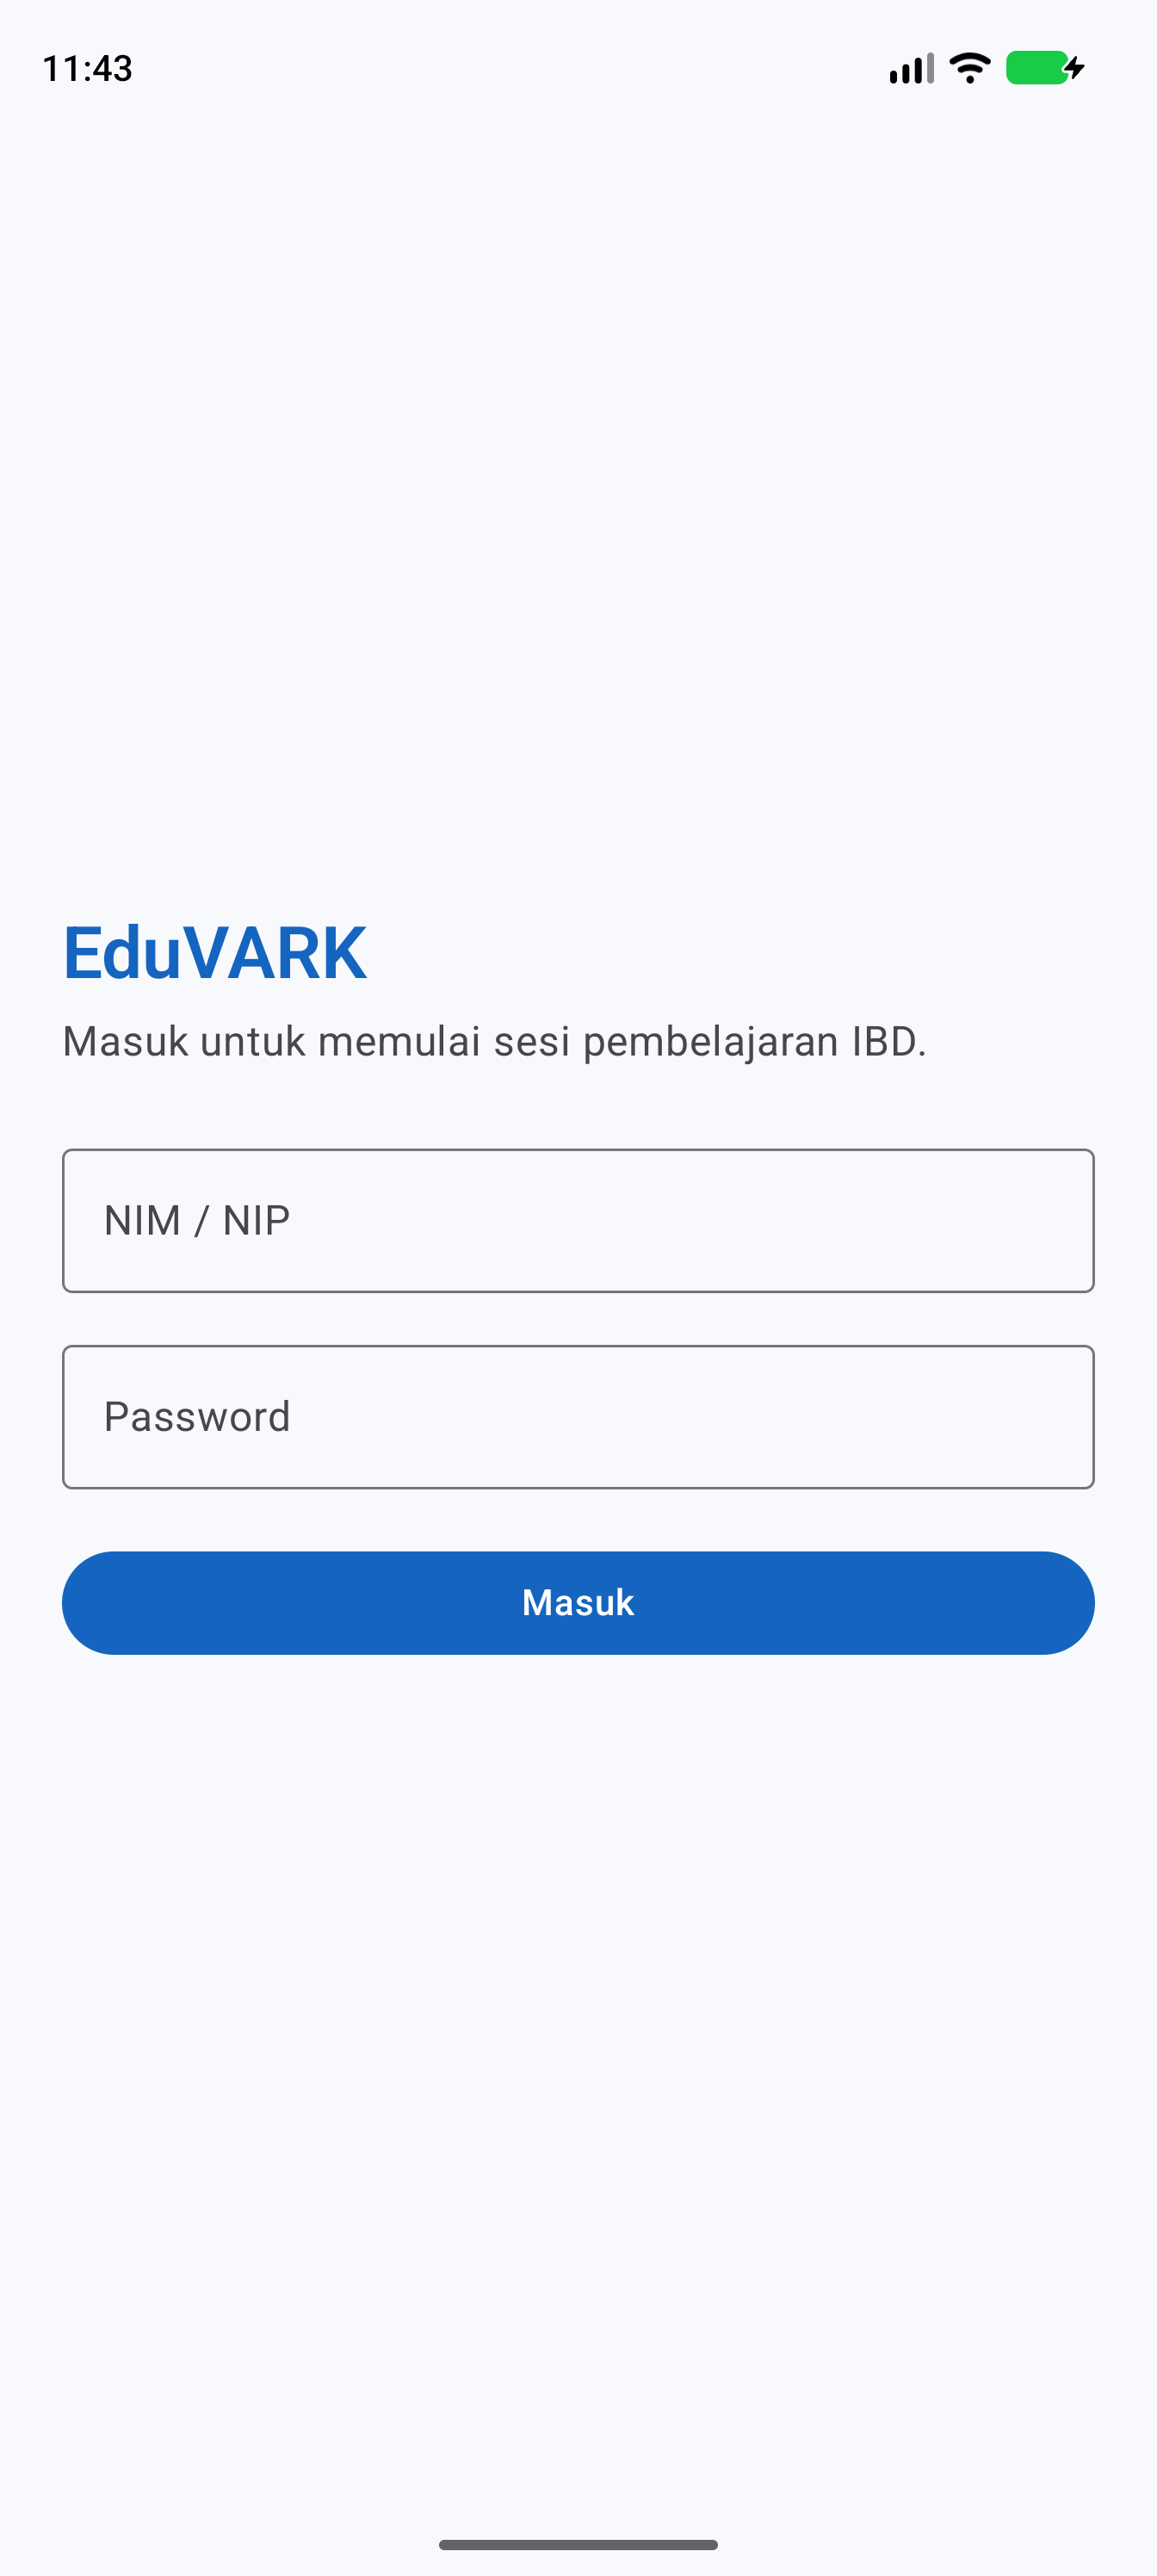 11:43
EduVARK
Masuk untuk memulai sesi pembelajaran IBD.
NIM / NIP
Password
Masuk